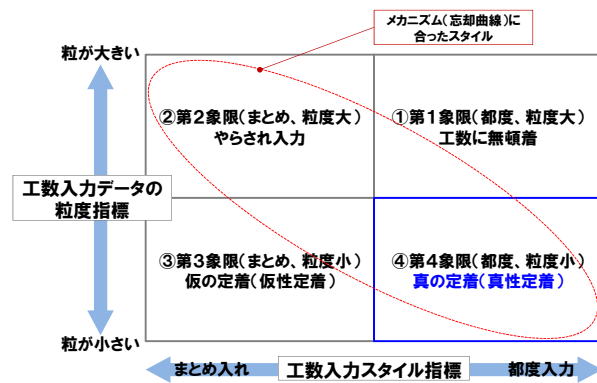 メカニズム（忘却曲線）に
合ったスタイル
粒が大きい
②第２象限（まとめ、粒度大）
やらされ入力
①第１象限（都度、粒度大）
工数に無頓着
工数入力データの
粒度指標
③第３象限（まとめ、粒度小）
仮の定着（仮性定着）
④第４象限（都度、粒度小）
真の定着（真性定着）
粒が小さい
まとめ入れ
工数入力スタイル指標
都度入力